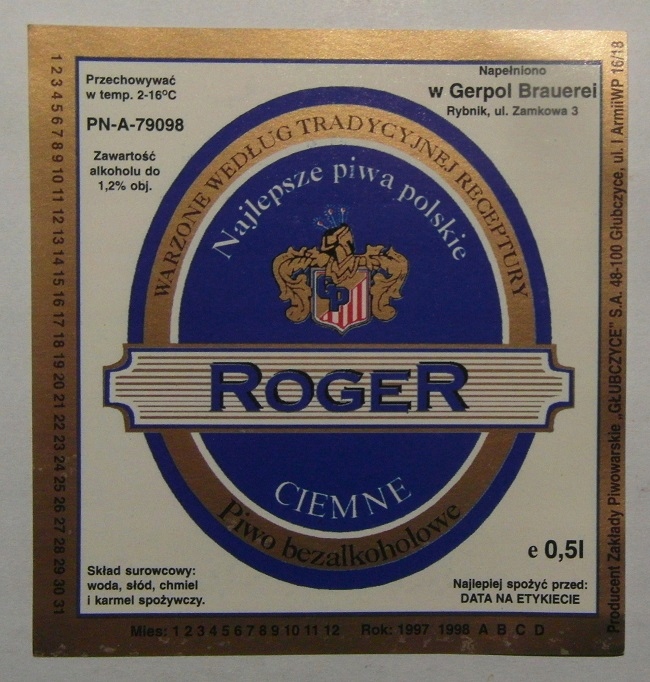 Przechowywać
w temp. 2-16°C
PN-A-79098
Zawartość
alkoholu do
1,2% obj.
Napełniono
w Gerpol Brauerei
Rybnik, ul. Zamkowa 3
WARZONE WEDŁUG TRADYCYJNEJ RECEPTURY
Najlepsze piwa polskie
GP
ROGER
CIEMNE
Piwo bezalkoholowe
e 0,5l
Skład surowcowy:
woda, słód, chmiel
i karmel spożywczy.
Najlepiej spożyć przed:
DATA NA ETYKIECIE
1 2 3 4 5 6 7 8 9 10 11 12 13 14 15 16 17 18 19 20 21 22 23 24 25 26 27 28 29 30 31
Mies: 1 2 3 4 5 6 7 8 9 10 11 12 Rok: 1997 1998 A B C D
Producent Zakłady Piwowarskie „GŁUBCZYCE" S.A. 48-100 Głubczyce, ul. I ArmiiWP 16/18